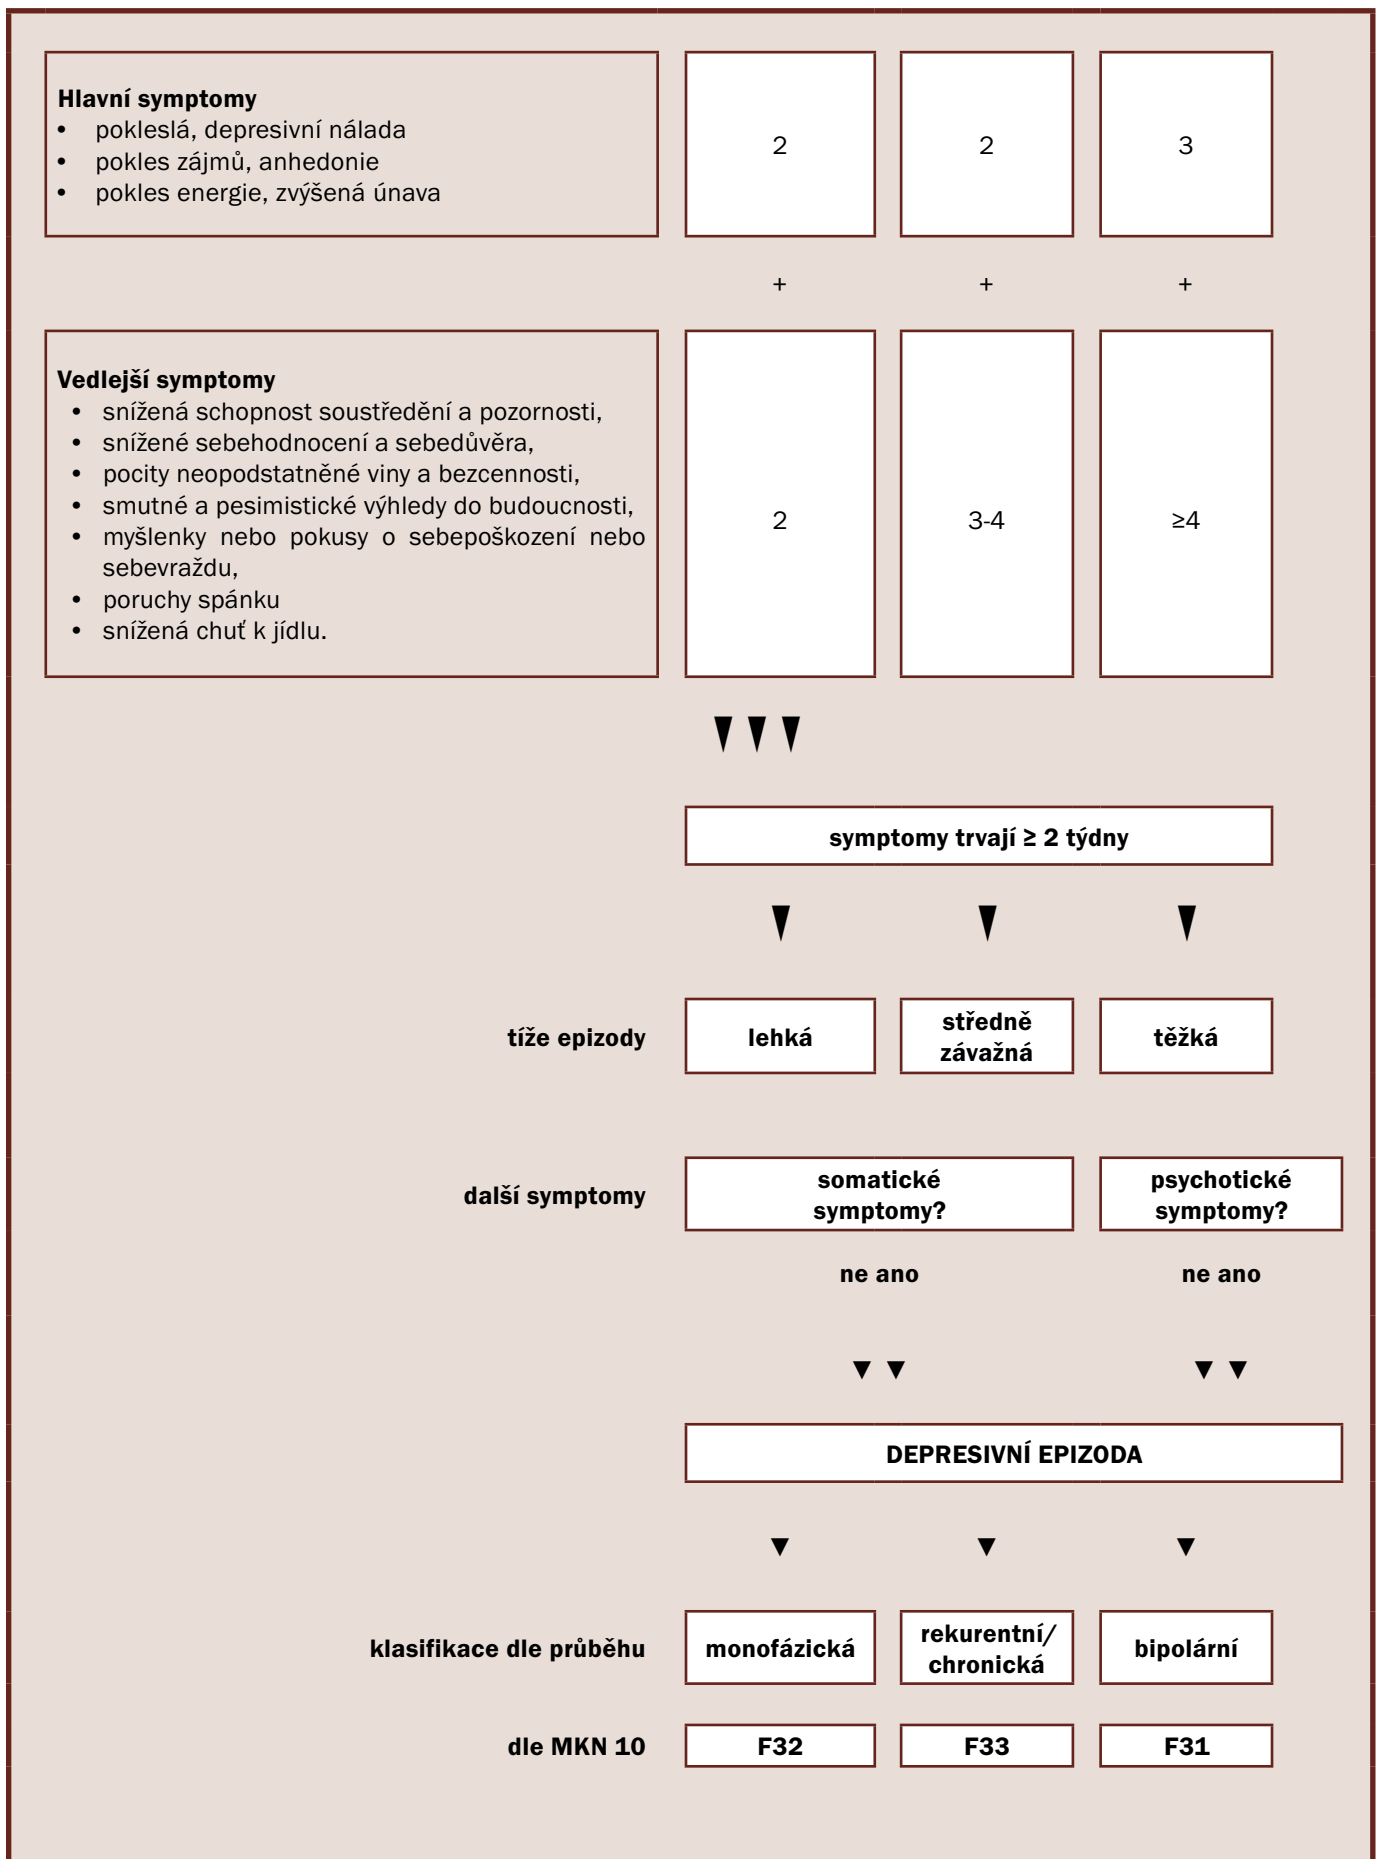 Hlavní symptomy
• pokleslá, depresivní nálada
• pokles zájmů, anhedonie
• pokles energie, zvýšená únava
2 2 3
+ + +
Vedlejší symptomy
• snížená schopnost soustředění a pozornosti,
• snížené sebehodnocení a sebedůvěra,
• pocity neopodstatněné viny a bezcennosti,
• smutné a pesimistické výhledy do budoucnosti,
• myšlenky nebo pokusy o sebepoškození nebo
sebevraždu,
• poruchy spánku
• snížená chuť k jídlu.
2 3-4 ≥4
symptomy trvají ≥ 2 týdny
tíže epizody
lehká
středně
závažná
těžká
další symptomy
somatické
symptomy?
psychotické
symptomy?
ne ano ne ano
DEPRESIVNÍ EPIZODA
klasifikace dle průběhu
monofázická
rekurentní/
chronická
bipolární
dle MKN 10 F32 F33 F31